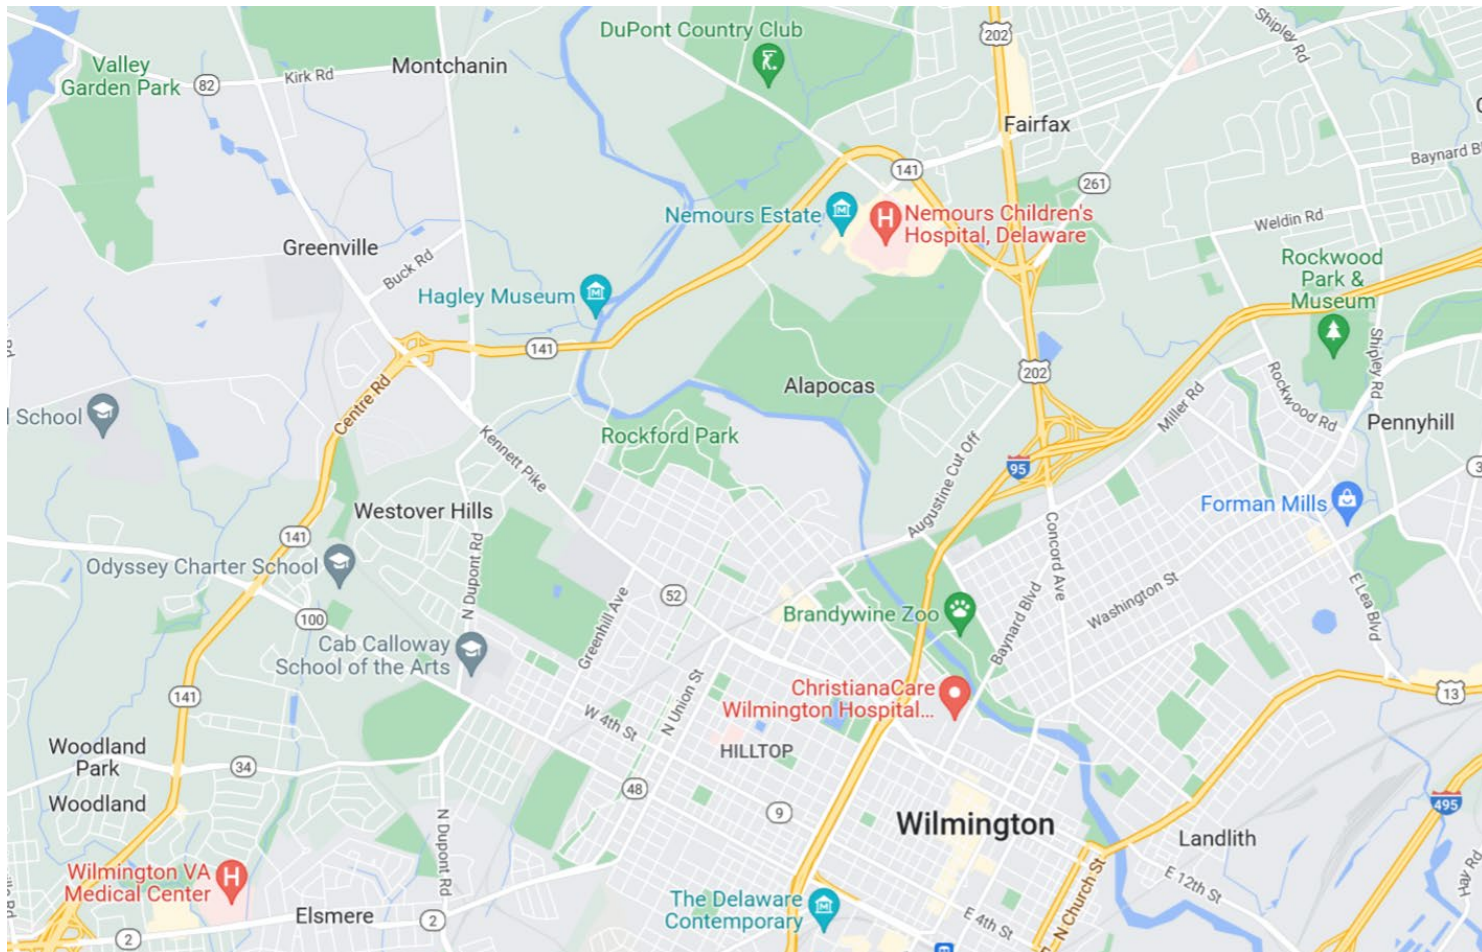 DuPont Country Club
202
Shipley Rd
Valley
Garden Park
82
Kirk Rd
Montchanin
Fairfax
141
261
Baynard Bl
Nemours Estate
Nemours Children's
Hospital, Delaware
Weldin Rd
Greenville
Buck Rd
Rockwood
Park &
Museum
Hagley Museum
141
202
Shipley Rd
Alapocas
Centre Rd
Miller Rd
Rockwood Rd
l School
Pennyhill
Rockford Park
Kennett Pike
95
Augustine Cut Off
Westover Hills
Forman Mills
141
Concord Ave
Odyssey Charter School
N Dupont Rd
52
Greenhill Ave
100
Brandywine Zoo
Baynard Blvd
Washington St
E Lea Blvd
Cab Calloway
School of the Arts
141
N Union St
ChristianaCare
Wilmington Hospital...
13
W 4th St
HILLTOP
Woodland
Park
34
Woodland
48
9
495
N Dupont Rd
Wilmington
Landlith
Wilmington VA
Medical Center
E 12th St
Hay Rd
The Delaware
Contemporary
E 4th St
N Church St
Elsmere
2
2